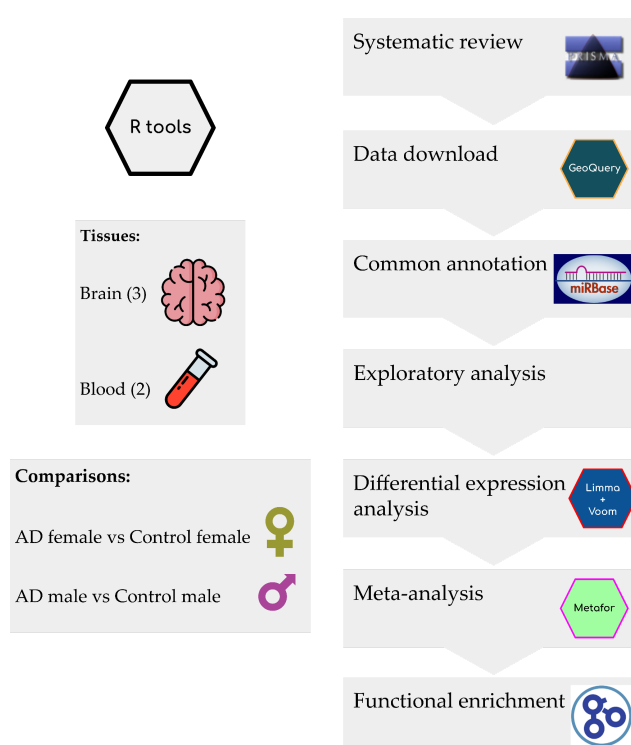 R tools
Tissues:
Brain (3)
Blood (2)
Comparisons:
AD female vs Control female
AD male vs Control male
Systematic review
PRISMA
Data download
GeoQuery
Common annotation
miRBase
Exploratory analysis
Differential expression
analysis
Limma
+
Voom
Meta-analysis
Metafor
Functional enrichment